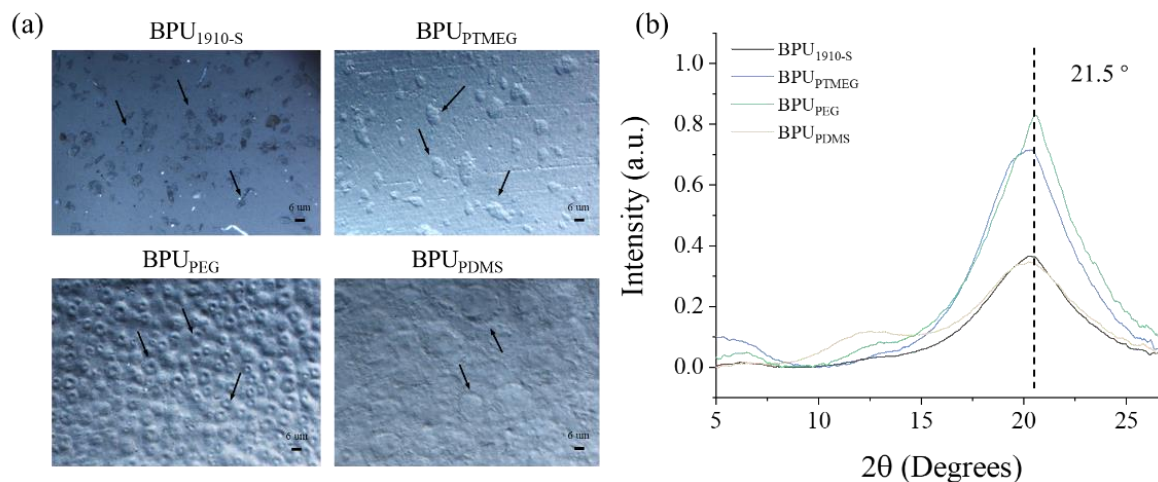 (a)
BPU1910-S
BPUPTMEG
6 um
6 um
BPUPEG
BPUPDMS
6 um
6 um
(b)
BPU1910-S
BPUPTMEG
BPUPEG
BPUPDMS
21.5 °
Intensity (a.u.)
1.0
0.8
0.6
0.4
0.2
0.0
5
10
15
20
25
2θ (Degrees)